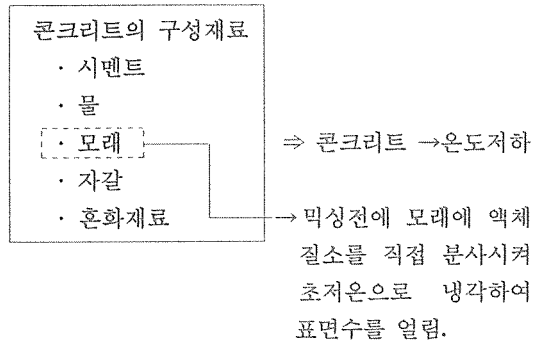 콘크리트의 구성재료
· 시멘트
· 물
· 모래
· 자갈
· 혼화재료
⇒ 콘크리트 →온도저하
→ 믹싱전에 모래에 액체
질소를 직접 분사시켜
초저온으로 냉각하여
표면수를 얼림.